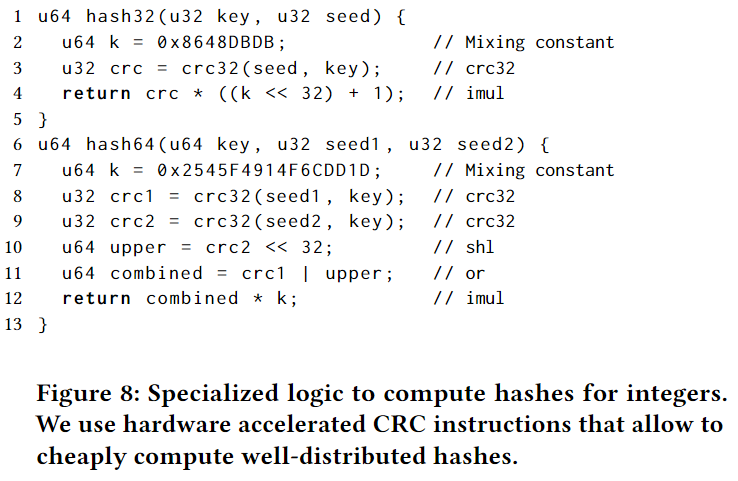 1 u64 hash32(u32 key, u32 seed) {
2 u64 k = 0x8648DBDB; // Mixing constant
3 u32 crc = crc32(seed, key); // crc32
4 return crc * ((k << 32) + 1); // imul
5 }
6 u64 hash64(u64 key, u32 seed1, u32 seed2) {
7 u64 k = 0x2545F4914F6CDD1D; // Mixing constant
8 u32 crc1 = crc32(seed1, key); // crc32
9 u32 crc2 = crc32(seed2, key); // crc32
10 u64 upper = crc2 << 32; // shl
11 u64 combined = crc1 | upper; // or
12 return combined * k; // imul
13 }
Figure 8: Specialized logic to compute hashes for integers.
We use hardware accelerated CRC instructions that allow to
cheaply compute well-distributed hashes.